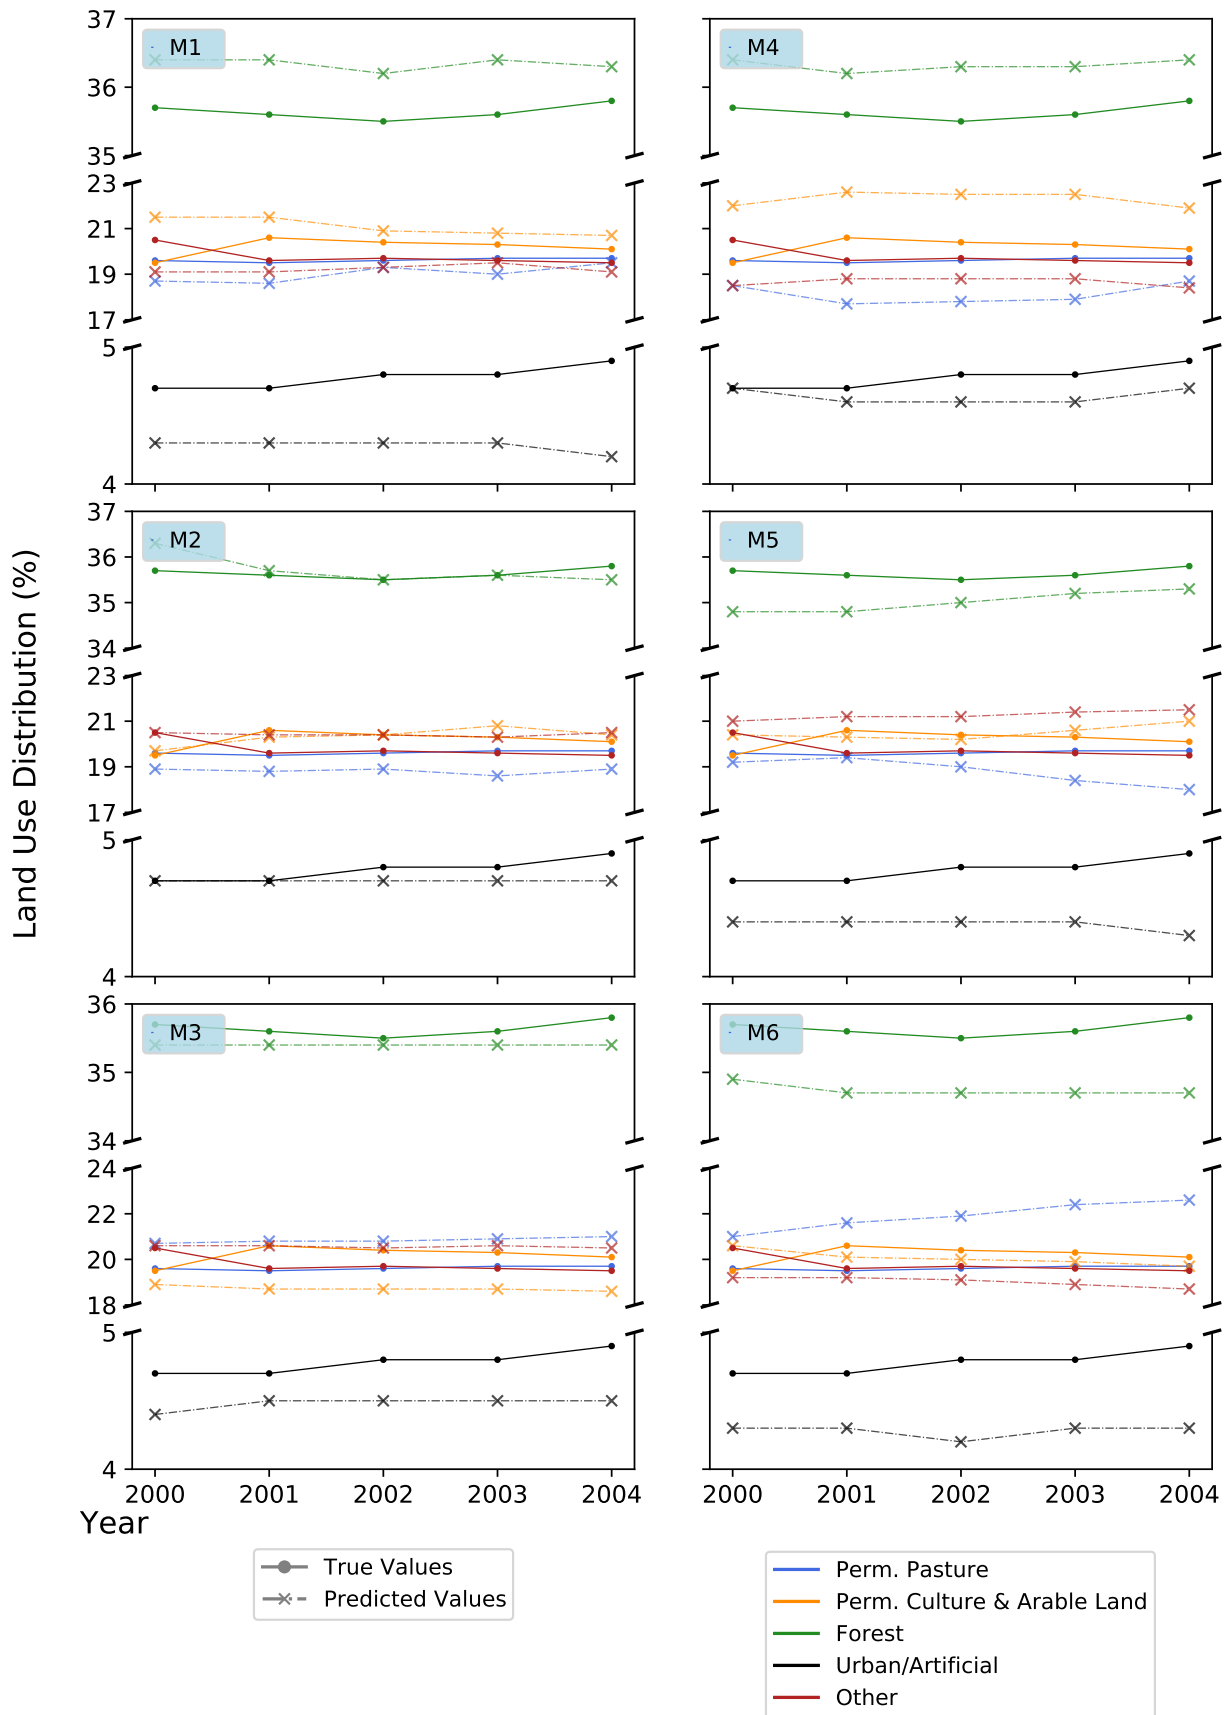 37
M1
M4
36
35
23
21
19
17
5
4
37
M2
M5
36
35
34
23
21
19
17
5
4
36
M3
M6
35
34
24
22
20
18
5
4
2000 2001 2002 2003 2004
2000 2001 2002 2003 2004
Land Use Distribution (%)
Year
True Values
Predicted Values
Perm. Pasture
Perm. Culture & Arable Land
Forest
Urban/Artificial
Other